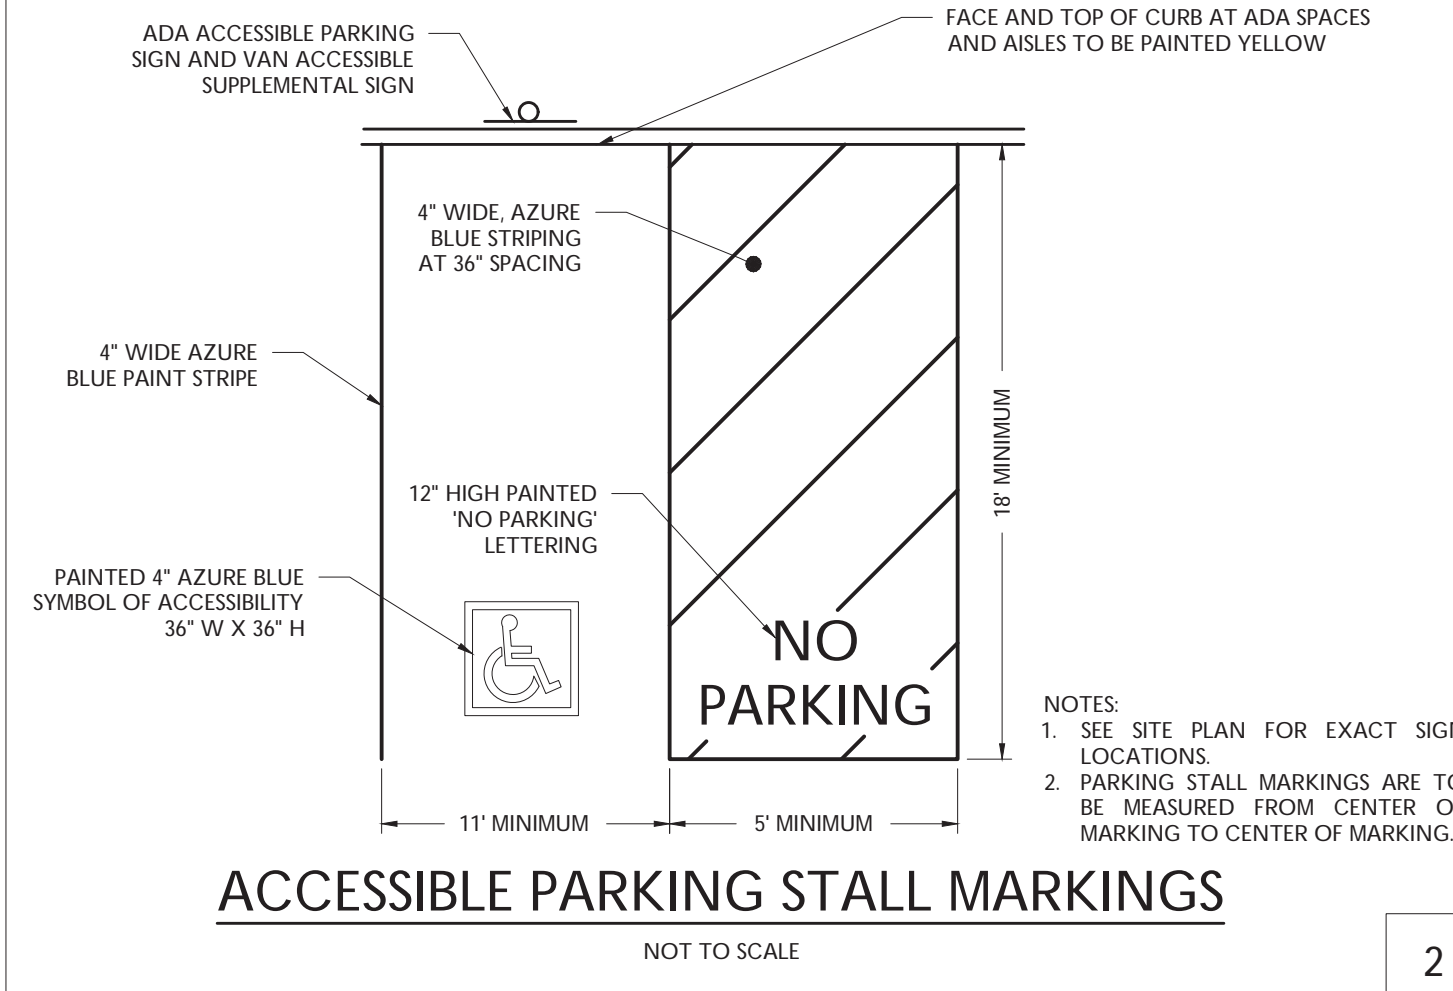 ADA ACCESSIBLE PARKING
SIGN AND VAN ACCESSIBLE
SUPPLEMENTAL SIGN
FACE AND TOP OF CURB AT ADA SPACES
AND AISLES TO BE PAINTED YELLOW
4" WIDE, AZURE
BLUE STRIPING
AT 36" SPACING
4" WIDE AZURE
BLUE PAINT STRIPE
18' MINIMUM
12" HIGH PAINTED
'NO PARKING'
LETTERING
PAINTED 4" AZURE BLUE
SYMBOL OF ACCESSIBILITY
36" W X 36" H
NO
PARKING
NOTES:
1. SEE SITE PLAN FOR EXACT SIGN
LOCATIONS.
2. PARKING STALL MARKINGS ARE TO
BE MEASURED FROM CENTER OF
MARKING TO CENTER OF MARKING.
11' MINIMUM
5' MINIMUM
ACCESSIBLE PARKING STALL MARKINGS
NOT TO SCALE
2